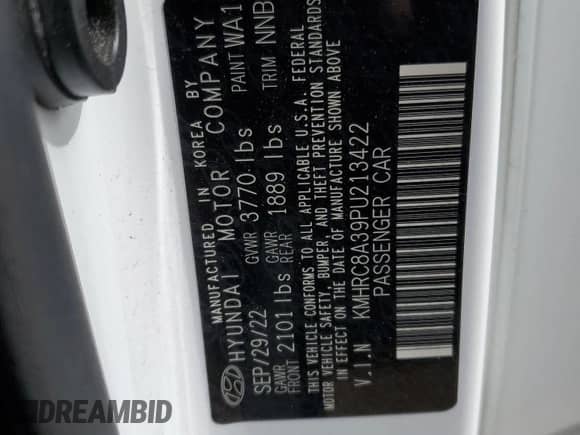 MANUFACTURED IN KOREA BY
HYUNDAI MOTOR COMPANY
SEP/29/22 GVWR 3770 lbs PAINT WA1
GAWR FRONT 2101 lbs GAWR REAR 1889 lbs TRIM NNB
THIS VEHICLE CONFORMS TO ALL APPLICABLE U.S.A. FEDERAL
MOTOR VEHICLE SAFETY, BUMPER, AND THEFT PREVENTION STANDARDS
IN EFFECT ON THE DATE OF MANUFACTURE SHOWN ABOVE
V.I.N KMHRC8A39PU213422
PASSENGER CAR
DREAMBID